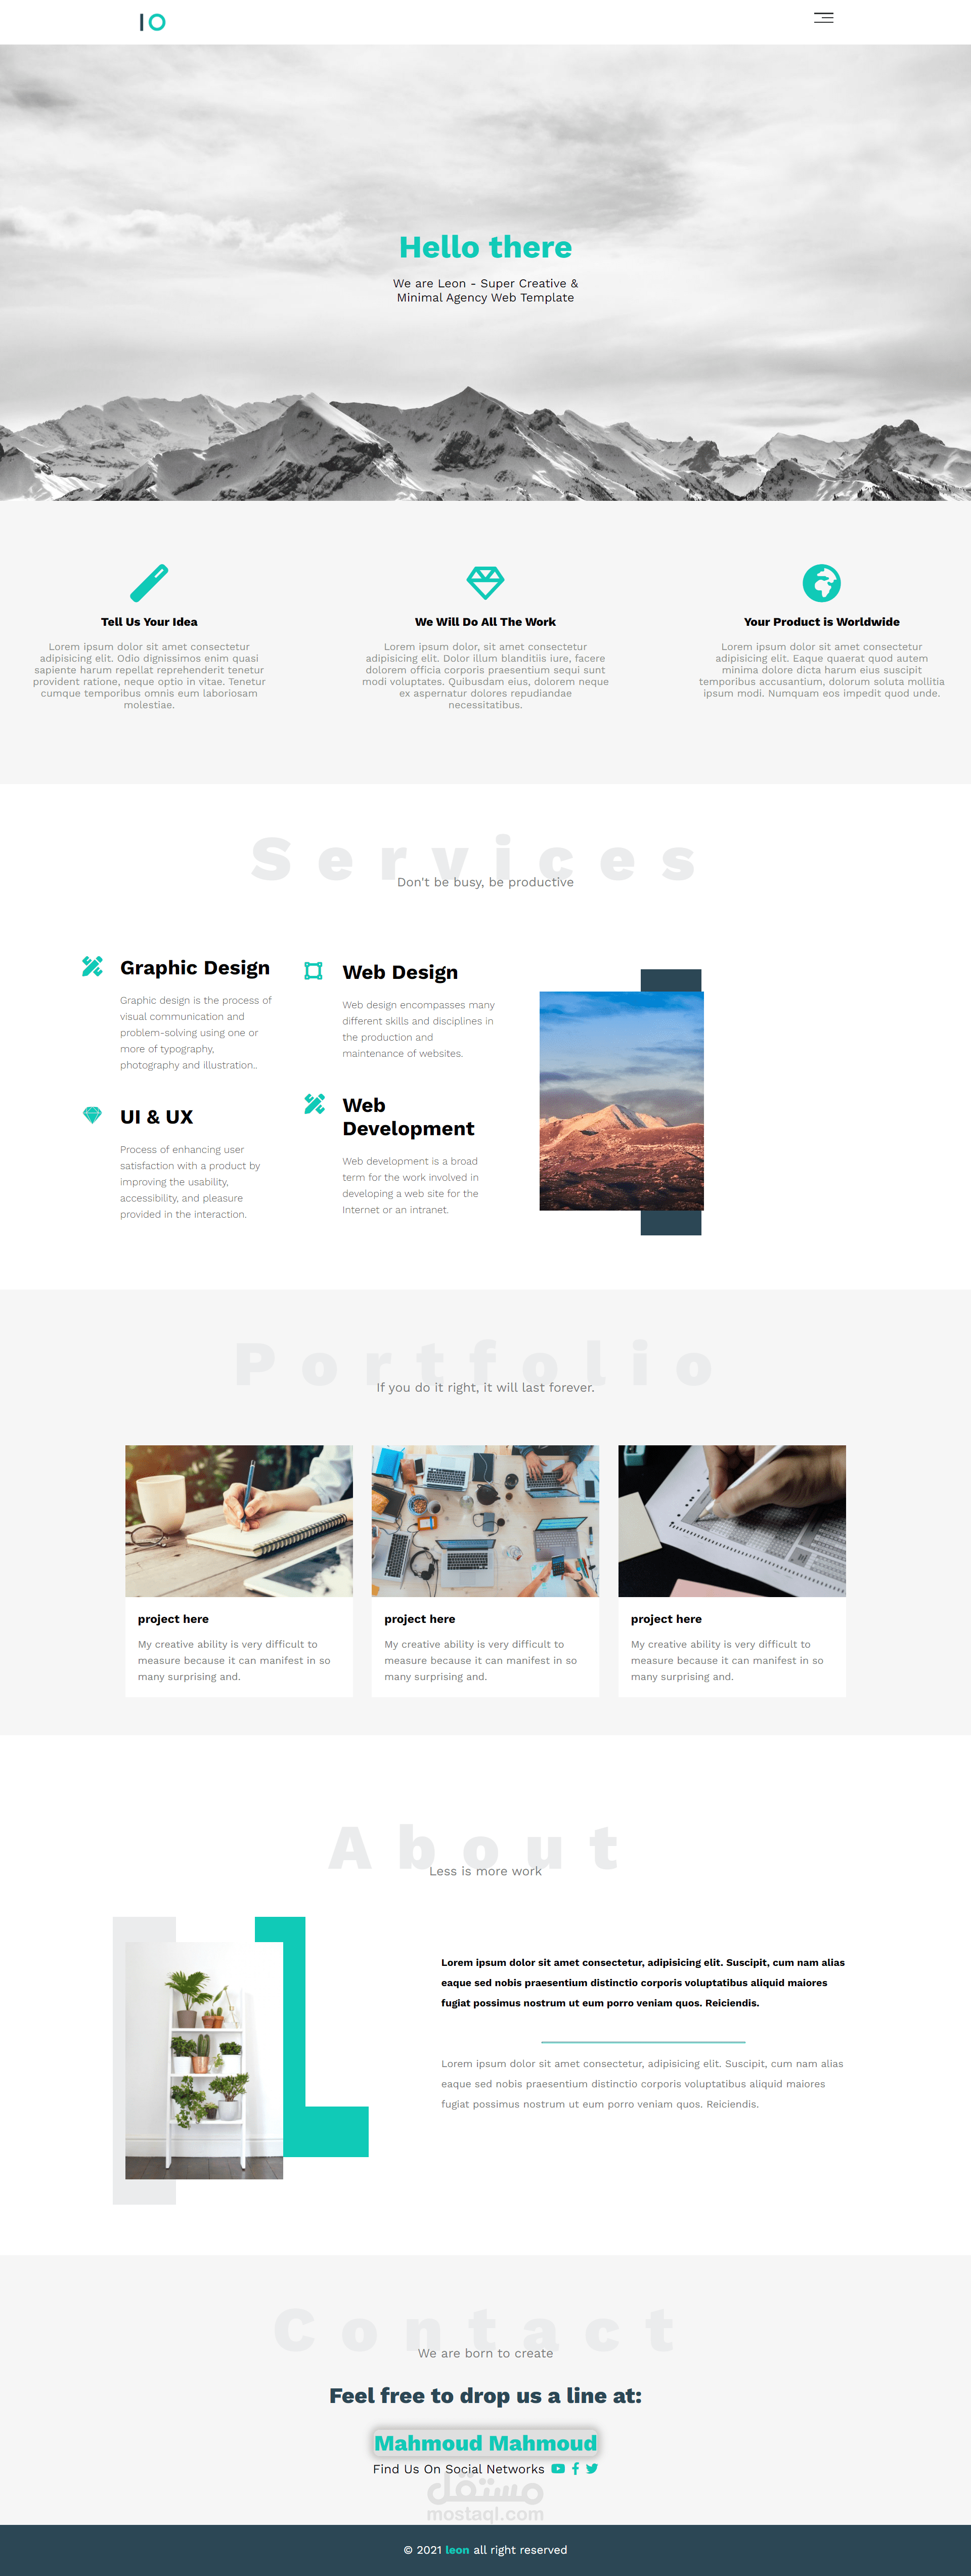 IO
Hello there
We are Leon - Super Creative &
Minimal Agency Web Template
Tell Us Your Idea
Lorem ipsum dolor sit amet consectetur
adipisicing elit. Odio dignissimos enim quasi
sapiente harum repellat reprehenderit tenetur
provident ratione, neque optio in vitae. Tenetur
cumque temporibus omnis eum laboriosam
molestiae.
We Will Do All The Work
Lorem ipsum dolor, sit amet consectetur
adipisicing elit. Dolor illum blanditiis iure, facere
dolorem officia corporis praesentium sequi sunt
modi voluptates. Quibusdam eius, dolorem neque
ex aspernatur dolores repudiandae
necessitatibus.
Your Product is Worldwide
Lorem ipsum dolor sit amet consectetur
adipisicing elit. Eaque quaerat quod autem
minima dolore dicta harum eius suscipit
temporibus accusantium, dolorum soluta mollitia
ipsum modi. Numquam eos impedit quod unde.
Services
Don't be busy, be productive
Graphic Design
Graphic design is the process of
visual communication and
problem-solving using one or
more of typography,
photography and illustration..
Web Design
Web design encompasses many
different skills and disciplines in
the production and
maintenance of websites.
UI & UX
Process of enhancing user
satisfaction with a product by
improving the usability,
accessibility, and pleasure
provided in the interaction.
Web
Development
Web development is a broad
term for the work involved in
developing a web site for the
Internet or an intranet.
Portfolio
If you do it right, it will last forever.
project here
My creative ability is very difficult to
measure because it can manifest in so
many surprising and.
project here
My creative ability is very difficult to
measure because it can manifest in so
many surprising and.
project here
My creative ability is very difficult to
measure because it can manifest in so
many surprising and.
About
Less is more work
Lorem ipsum dolor sit amet consectetur, adipisicing elit. Suscipit, cum nam alias
eaque sed nobis praesentium distinctio corporis voluptatibus aliquid maiores
fugiat possimus nostrum ut eum porro veniam quos. Reiciendis.
Lorem ipsum dolor sit amet consectetur, adipisicing elit. Suscipit, cum nam alias
eaque sed nobis praesentium distinctio corporis voluptatibus aliquid maiores
fugiat possimus nostrum ut eum porro veniam quos. Reiciendis.
Contact
We are born to create
Feel free to drop us a line at:
Mahmoud Mahmoud
Find Us On Social Networks
مستقل
mostaql.com
© 2021 leon all right reserved